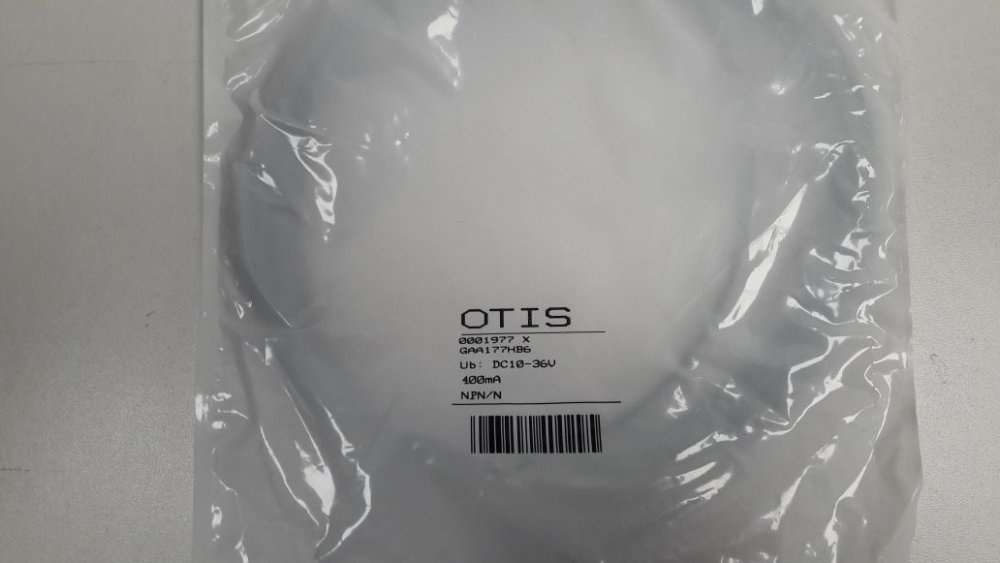 OTIS
0001977 X
GAA177HB6
Ub: DC10-36V
400mA
NPN/N